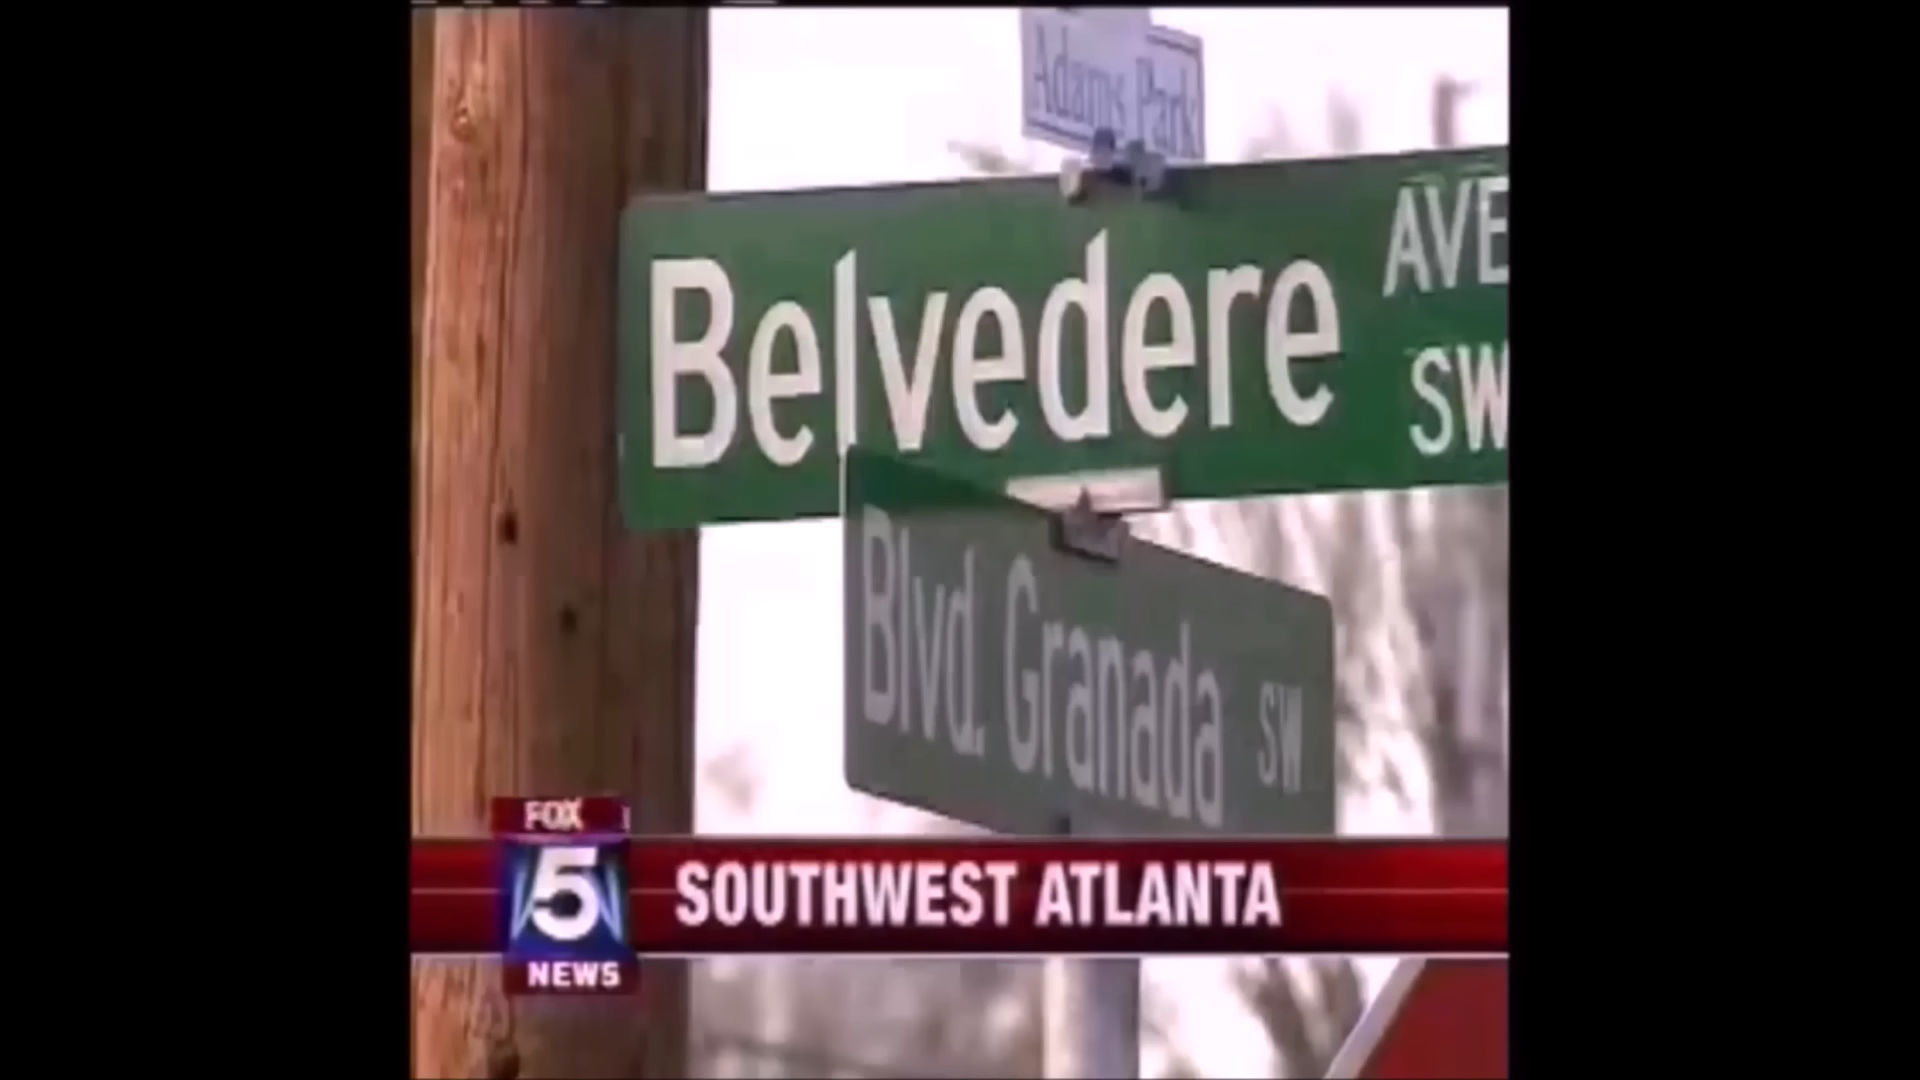 Adams Park
Belvedere AVE
SW
Blvd. Granada SW
FOX
5
NEWS
SOUTHWEST ATLANTA